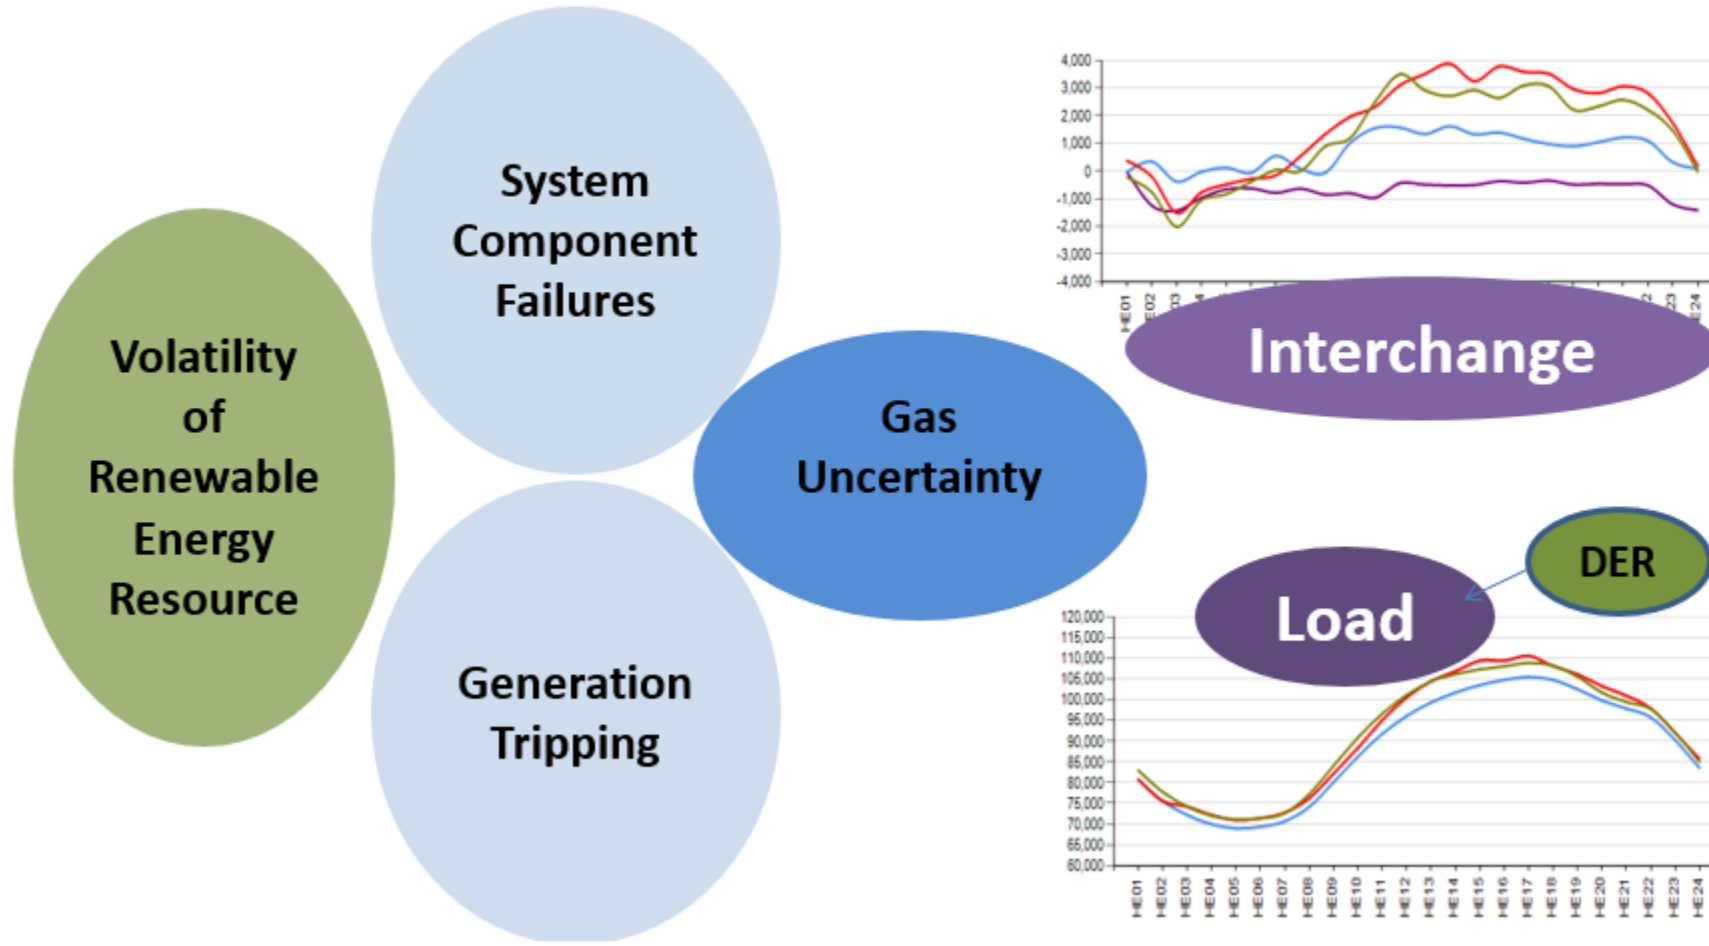 System
Component
Failures
Volatility
of
Renewable
Energy
Resource
Gas
Uncertainty
Generation
Tripping
4,000
3,000
2,000
1,000
0
-1,000
-2,000
-3,000
-4,000
HE01
HE24
Interchange
DER
Load
120,000
115,000
110,000
105,000
100,000
95,000
90,000
85,000
80,000
75,000
70,000
65,000
60,000
HE01
HE02
HE03
HE04
HE05
HE06
HE07
HE08
HE09
HE10
HE11
HE12
HE13
HE14
HE15
HE16
HE17
HE18
HE19
HE20
HE21
HE22
HE23
HE24